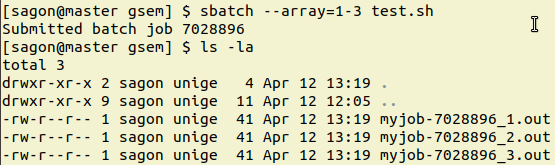 [sagon@master gsem] $ sbatch --array=1-3 test.sh
Submitted batch job 7028896
[sagon@master gsem] $ ls -la
total 3
drwxr-xr-x 2 sagon unige   4 Apr 12 13:19 .
drwxr-xr-x 9 sagon unige  11 Apr 12 12:05 ..
-rw-r--r-- 1 sagon unige  41 Apr 12 13:19 myjob-7028896_1.out
-rw-r--r-- 1 sagon unige  41 Apr 12 13:19 myjob-7028896_2.out
-rw-r--r-- 1 sagon unige  41 Apr 12 13:19 myjob-7028896_3.out